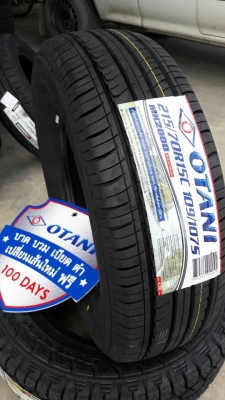 OTANI
215/70R15C 109/107S
MK2000
OTANI
บาด บวม เบียด ตำ
เปลี่ยนเส้นใหม่ ฟรี
100 DAYS